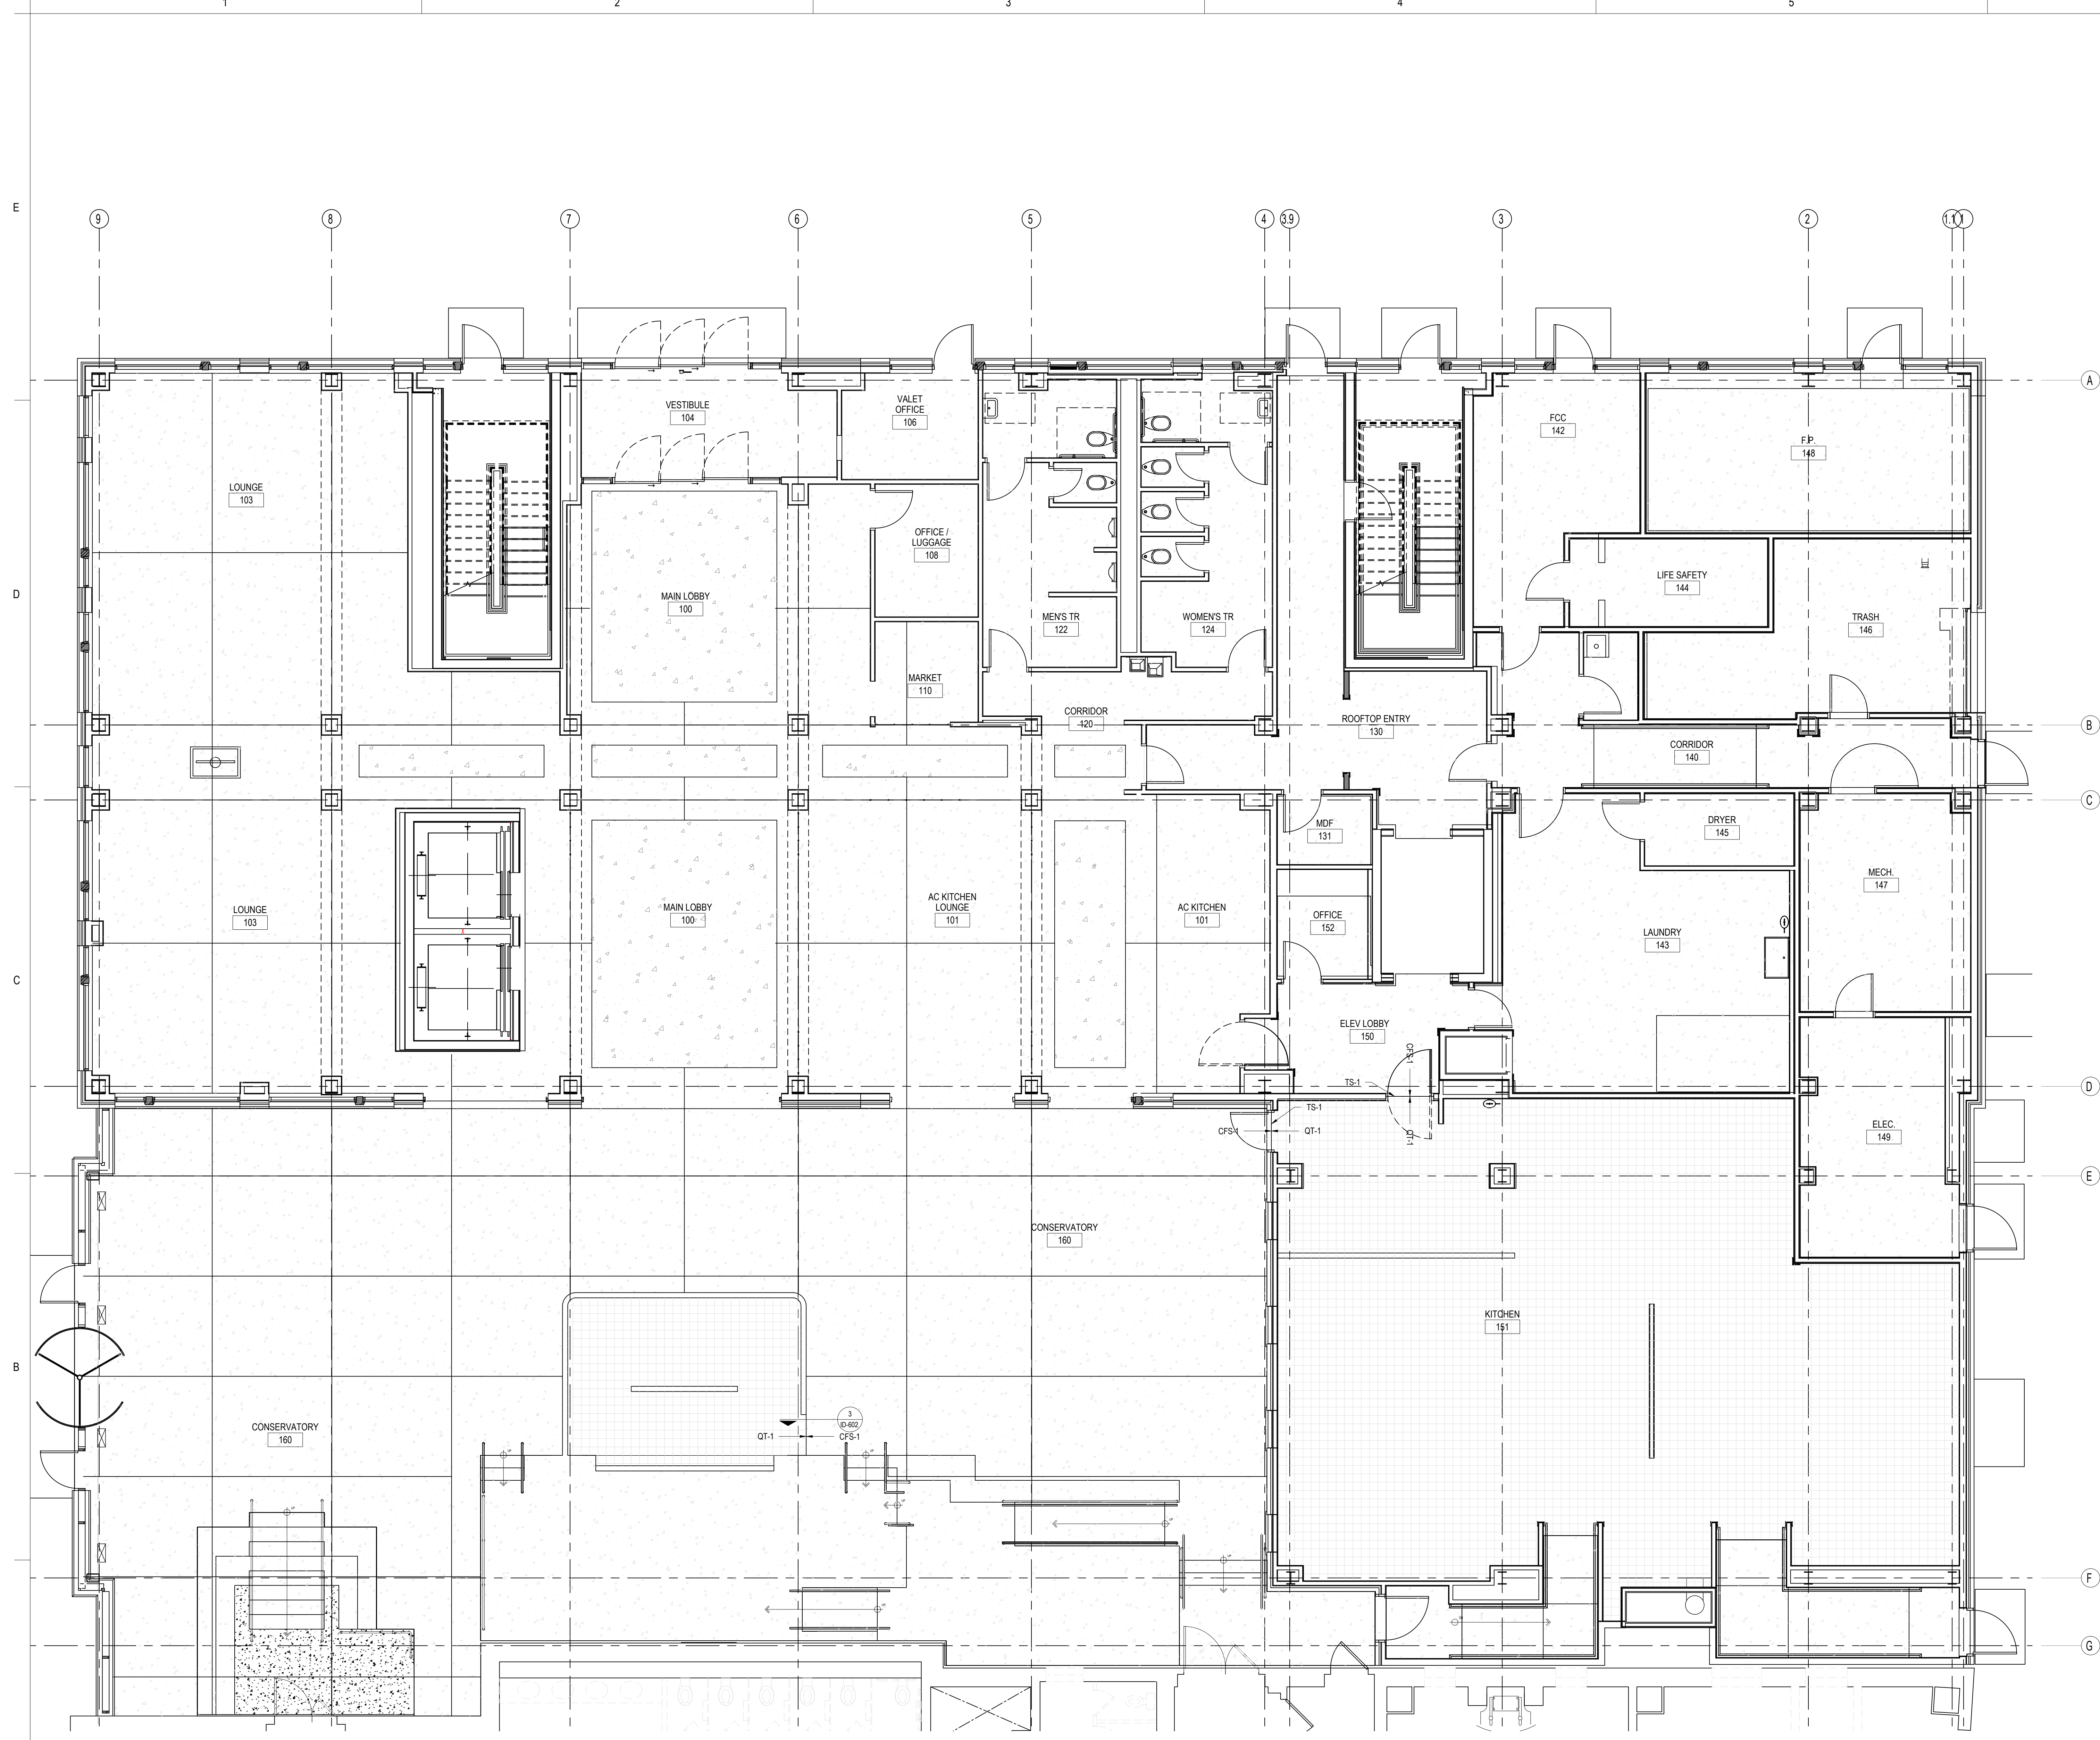 1 2 3 4 5
E
9 8 7 6 5 4 3.9 3 2 1.1 1
A
VESTIBULE
104
VALET
OFFICE
106
FCC
142
F.P.
148
LOUNGE
103
OFFICE /
LUGGAGE
108
D
MAIN LOBBY
100
MEN'S TR
122
WOMEN'S TR
124
LIFE SAFETY
144
TRASH
146
MARKET
110
CORRIDOR
120
ROOFTOP ENTRY
130
B
CORRIDOR
140
C
MDF
131
DRYER
145
LOUNGE
103
MAIN LOBBY
100
AC KITCHEN
LOUNGE
101
AC KITCHEN
101
OFFICE
152
MECH.
147
LAUNDRY
143
C
ELEV LOBBY
150
CFS-1
TS-1
D
TS-1
CFS-1 QT-1
QT-1
ELEC.
149
E
CONSERVATORY
160
KITCHEN
151
B
3
ID-602
QT-1 CFS-1
CONSERVATORY
160
F
G